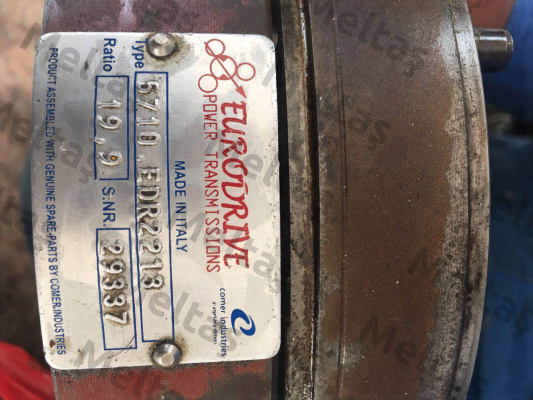 EURODRIVE
POWER TRANSMISSIONS
comer industries
MADE IN ITALY
Type 5710.EDR2213
Ratio 19,9 S.NR. 29337
PRODUCT ASSEMBLED WITH GENUINE SPARE PARTS BY COMER INDUSTRIES
Meltaş